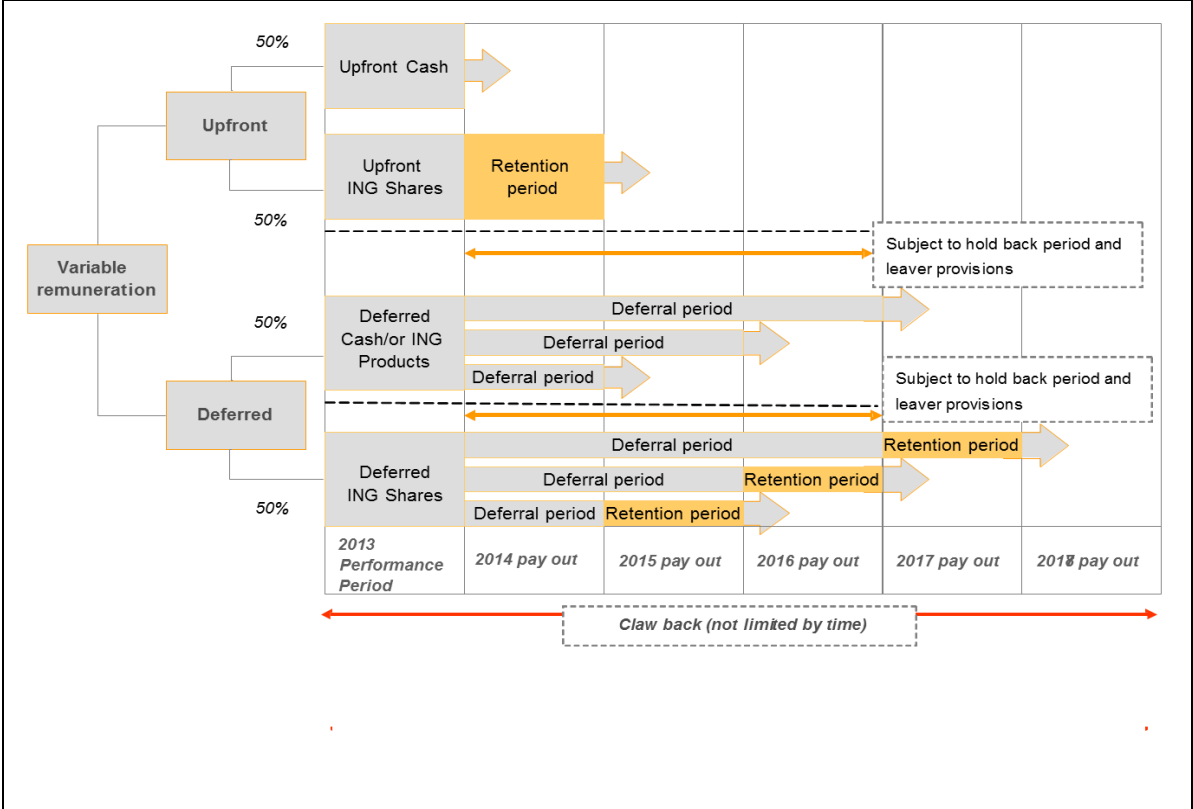 50%
Upfront Cash
Upfront
Upfront
ING Shares
Retention
period
50%
Subject to hold back period and
leaver provisions
Variable
remuneration
50%
Deferred
Cash/or ING
Products
Deferral period
Deferral period
Deferral period
Subject to hold back period and
leaver provisions
Deferred
Deferred
ING Shares
Deferral period
Retention period
Deferral period
Retention period
Deferral period
Retention period
50%
2013
Performance
Period
2014 pay out
2015 pay out
2016 pay out
2017 pay out
pay out
Claw back (not limited by time)